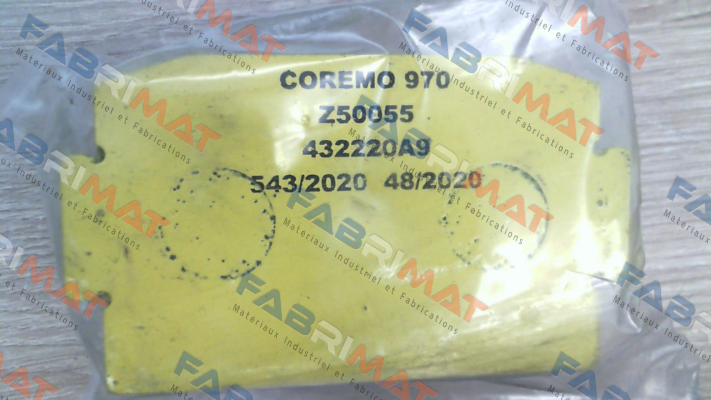 COREMO 970
Z50055
432220A9
543/2020 48/2020
FABRIMAT
Materiaux Industriel et Fabrications